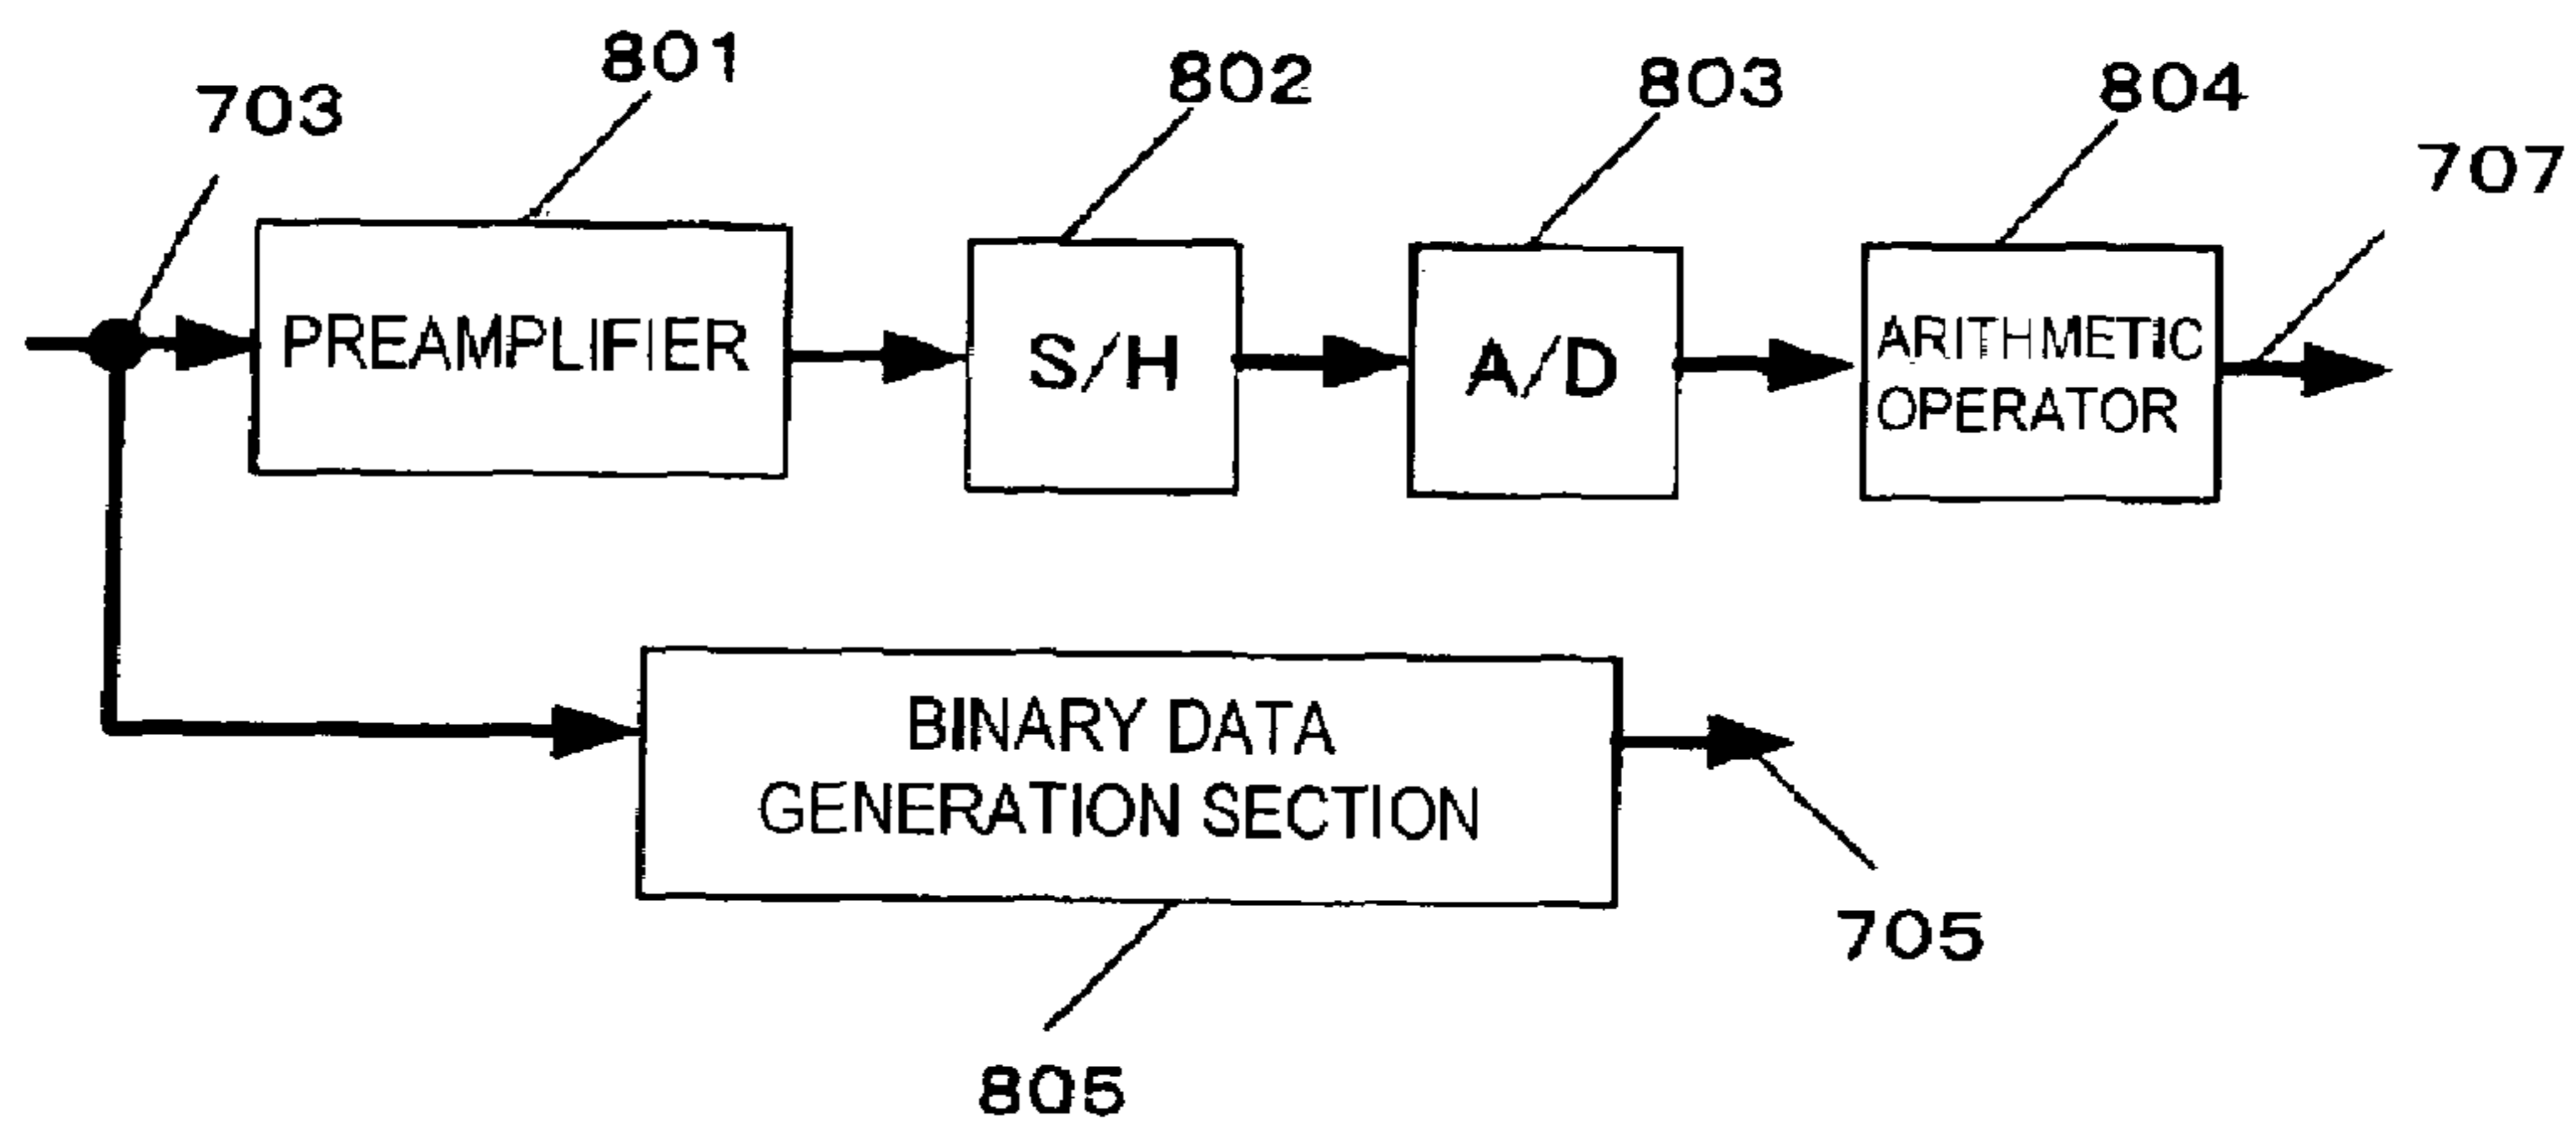 801
802
803
804
703
707
PREAMPLIFIER
S/H
A/D
ARITHMETIC
OPERATOR
BINARY DATA
GENERATION SECTION
705
805